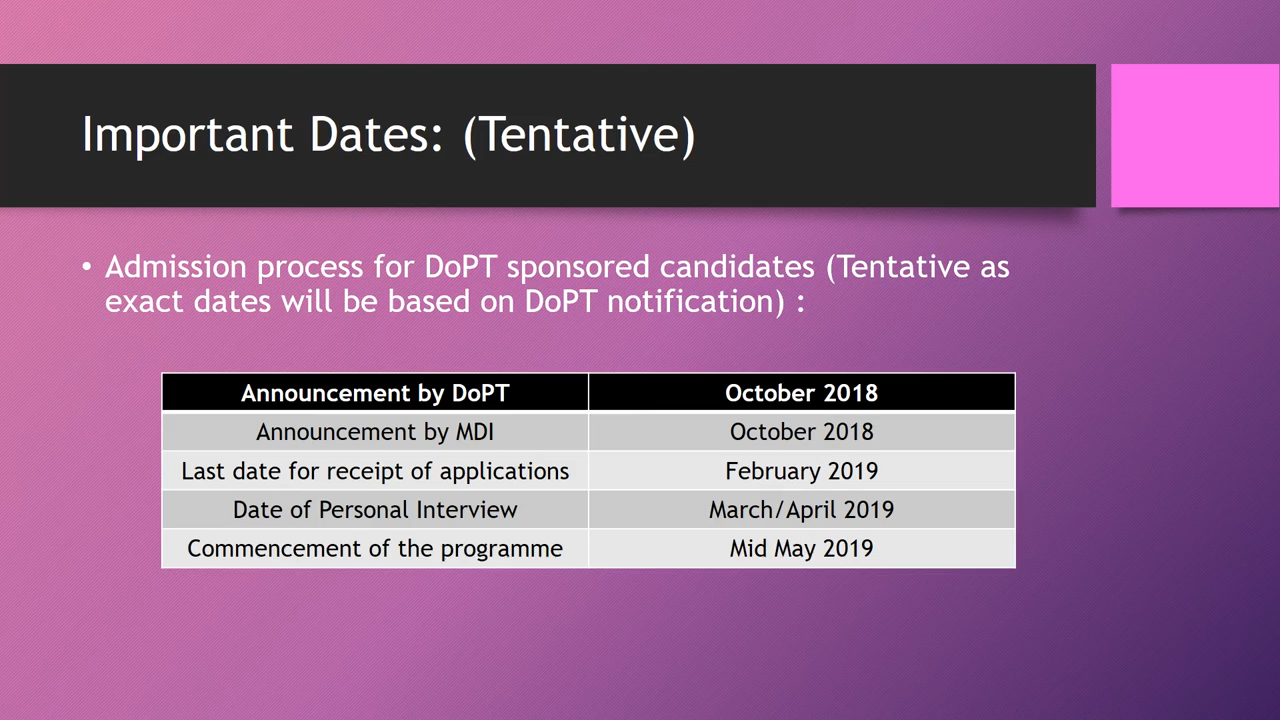 Important Dates: (Tentative)
• Admission process for DoPT sponsored candidates (Tentative as
exact dates will be based on DoPT notification) :
Announcement by DoPT October 2018
Announcement by MDI October 2018
Last date for receipt of applications February 2019
Date of Personal Interview March/April 2019
Commencement of the programme Mid May 2019